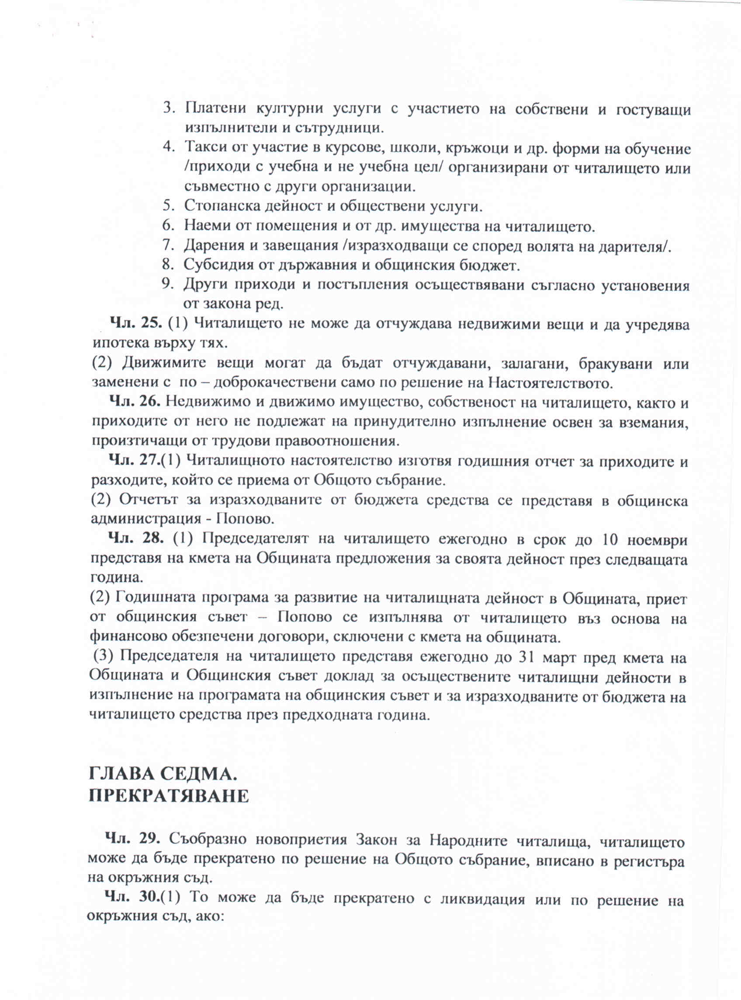 3. Платени културни услуги с участието на собствени и гостуващи
изпълнители и сътрудници.
4. Такси от участие в курсове, школи, кръжоци и др. форми на обучение
/приходи с учебна и не учебна цел/ организирани от читалището или
съвместно с други организации.
5. Стопанска дейност и обществени услуги.
6. Наеми от помещения и от др. имущества на читалището.
7. Дарения и завещания /изразходващи се според волята на дарителя/.
8. Субсидия от държавния и общинския бюджет.
9. Други приходи и постъпления осъществявани съгласно установения
от закона ред.
Чл. 25. (1) Читалището не може да отчуждава недвижими вещи и да учредява
ипотека върху тях.
(2) Движимите вещи могат да бъдат отчуждавани, залагани, бракувани или
заменени с по – доброкачествени само по решение на Настоятелството.
Чл. 26. Недвижимо и движимо имущество, собственост на читалището, както и
приходите от него не подлежат на принудително изпълнение освен за вземания,
произтичащи от трудови правоотношения.
Чл. 27.(1) Читалищното настоятелство изготвя годишния отчет за приходите и
разходите, който се приема от Общото събрание.
(2) Отчетът за изразходваните от бюджета средства се представя в общинска
администрация - Попово.
Чл. 28. (1) Председателят на читалището ежегодно в срок до 10 ноември
представя на кмета на Общината предложения за своята дейност през следващата
година.
(2) Годишната програма за развитие на читалищната дейност в Общината, приет
от общинския съвет – Попово се изпълнява от читалището въз основа на
финансово обезпечени договори, сключени с кмета на общината.
(3) Председателя на читалището представя ежегодно до 31 март пред кмета на
Общината и Общинския съвет доклад за осъществените читалищни дейности в
изпълнение на програмата на общинския съвет и за изразходваните от бюджета на
читалището средства през предходната година.
ГЛАВА СЕДМА.
ПРЕКРАТЯВАНЕ
Чл. 29. Съобразно новоприетия Закон за Народните читалища, читалището
може да бъде прекратено по решение на Общото събрание, вписано в регистъра
на окръжния съд.
Чл. 30.(1) То може да бъде прекратено с ликвидация или по решение на
окръжния съд, ако: